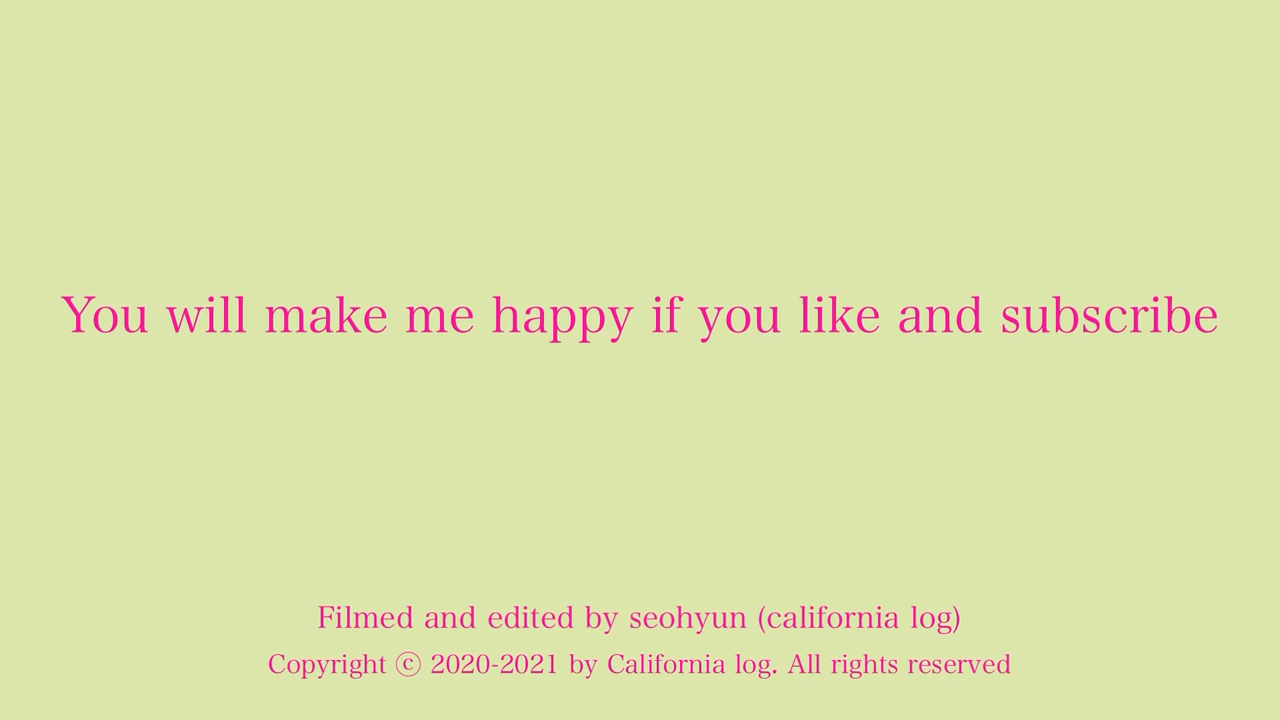 You will make me happy if you like and subscribe
Filmed and edited by seohyun (california log)
Copyright ⓒ 2020-2021 by California log. All rights reserved